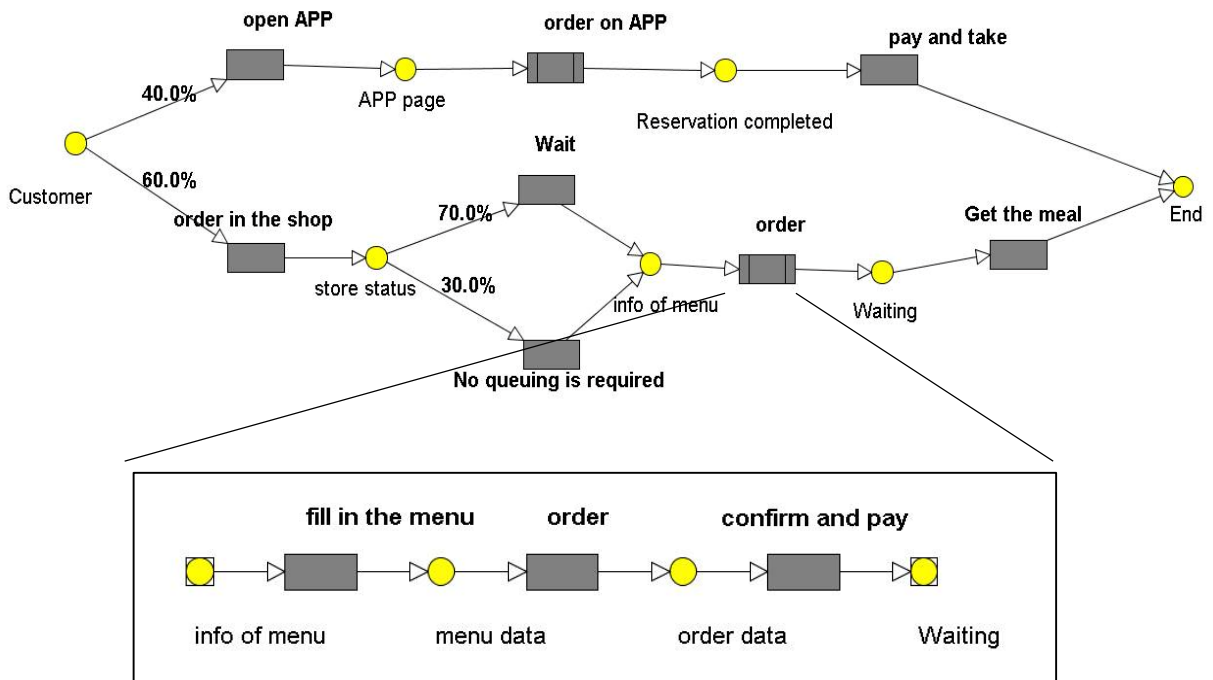 open APP
order on APP
pay and take
40.0%
APP page
Reservation completed
Customer
60.0%
Wait
order in the shop
70.0%
order
Get the meal
End
store status
30.0%
info of menu
Waiting
No queuing is required
fill in the menu
order
confirm and pay
info of menu
menu data
order data
Waiting